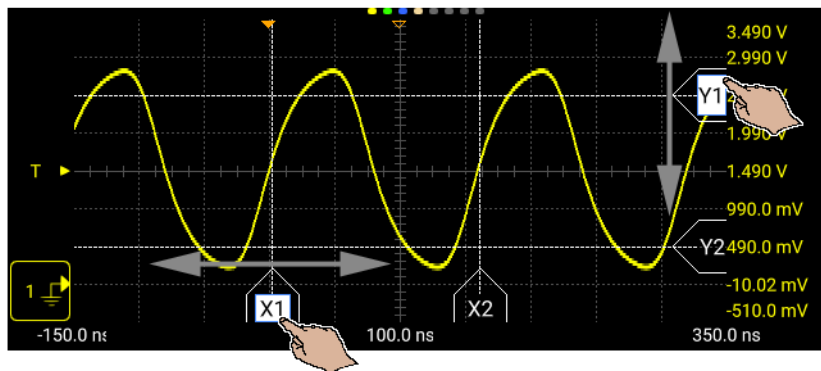 3.490 V
2.990 V
Y1
1.990 V
T
1.490 V
990.0 mV
Y2
490.0 mV
1
-10.02 mV
X1
X2
-510.0 mV
-150.0 ns
100.0 ns
350.0 ns